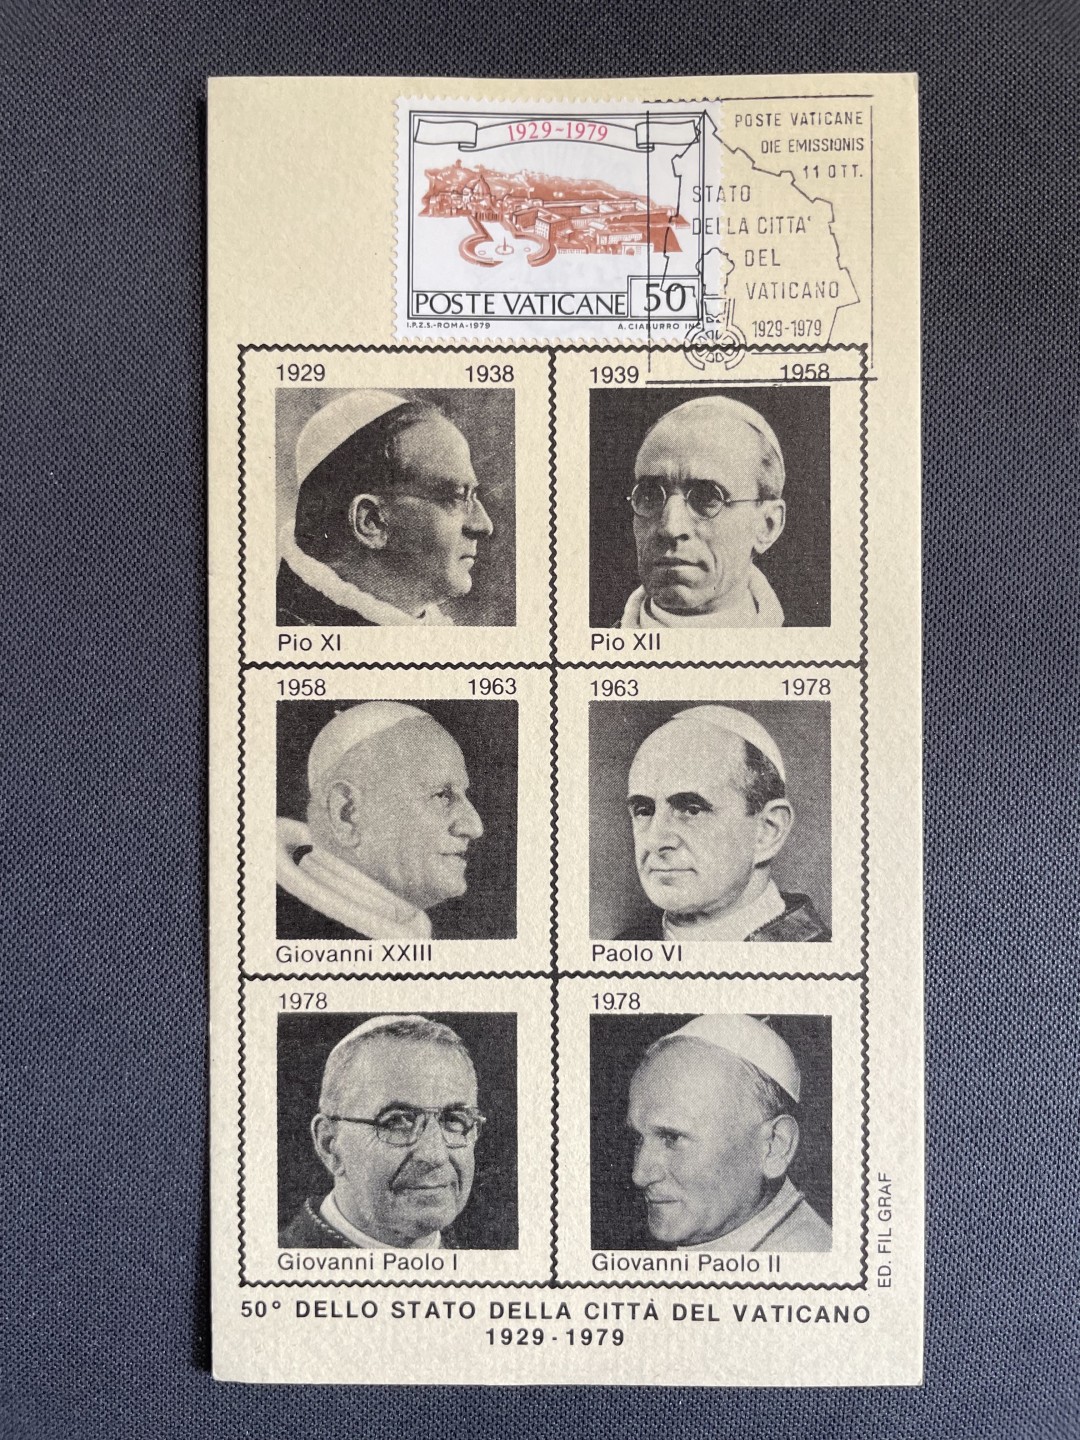 1929-1979
POSTE VATICANE 50
I.P.Z.S.-ROMA-1979
A. CIABURRO INC.
POSTE VATICANE
DIE EMISSIONIS
11 OTT.
STATO
DELLA CITTA'
DEL
VATICANO
1929-1979
1929 1938
Pio XI
1939 1958
Pio XII
1958 1963
Giovanni XXIII
1963 1978
Paolo VI
1978
Giovanni Paolo I
1978
Giovanni Paolo II
ED. FIL GRAF
50° DELLO STATO DELLA CITTÀ DEL VATICANO
1929 - 1979